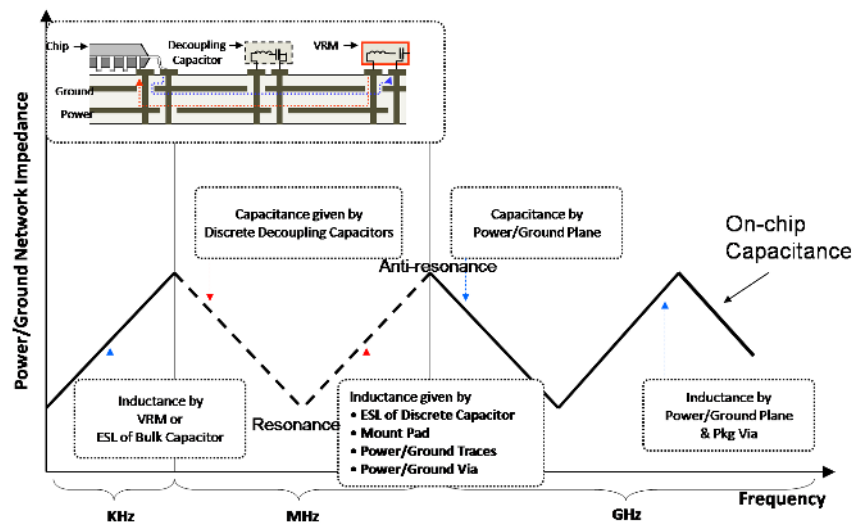 Chip
Decoupling
Capacitor
VRM
Ground
Power
Power/Ground Network Impedance
Capacitance given by
Discrete Decoupling Capacitors
Capacitance by
Power/Ground Plane
On-chip
Capacitance
Anti-resonance
Inductance by
VRM or
ESL of Bulk Capacitor
Resonance
Inductance given by
• ESL of Discrete Capacitor
• Mount Pad
• Power/Ground Traces
• Power/Ground Via
Inductance by
Power/Ground Plane
& Pkg Via
Frequency
KHz
MHz
GHz